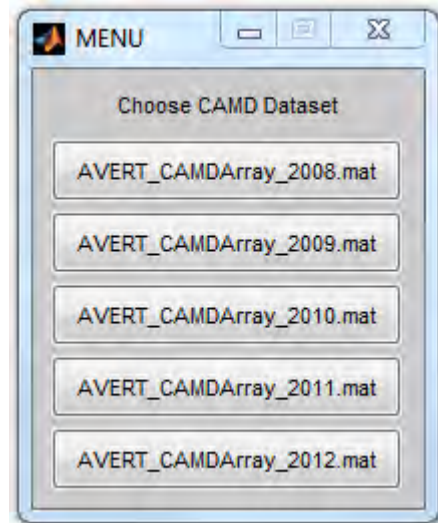 MENU
Choose CAMD Dataset
AVERT_CAMDArray_2008.mat
AVERT_CAMDArray_2009.mat
AVERT_CAMDArray_2010.mat
AVERT_CAMDArray_2011.mat
AVERT_CAMDArray_2012.mat